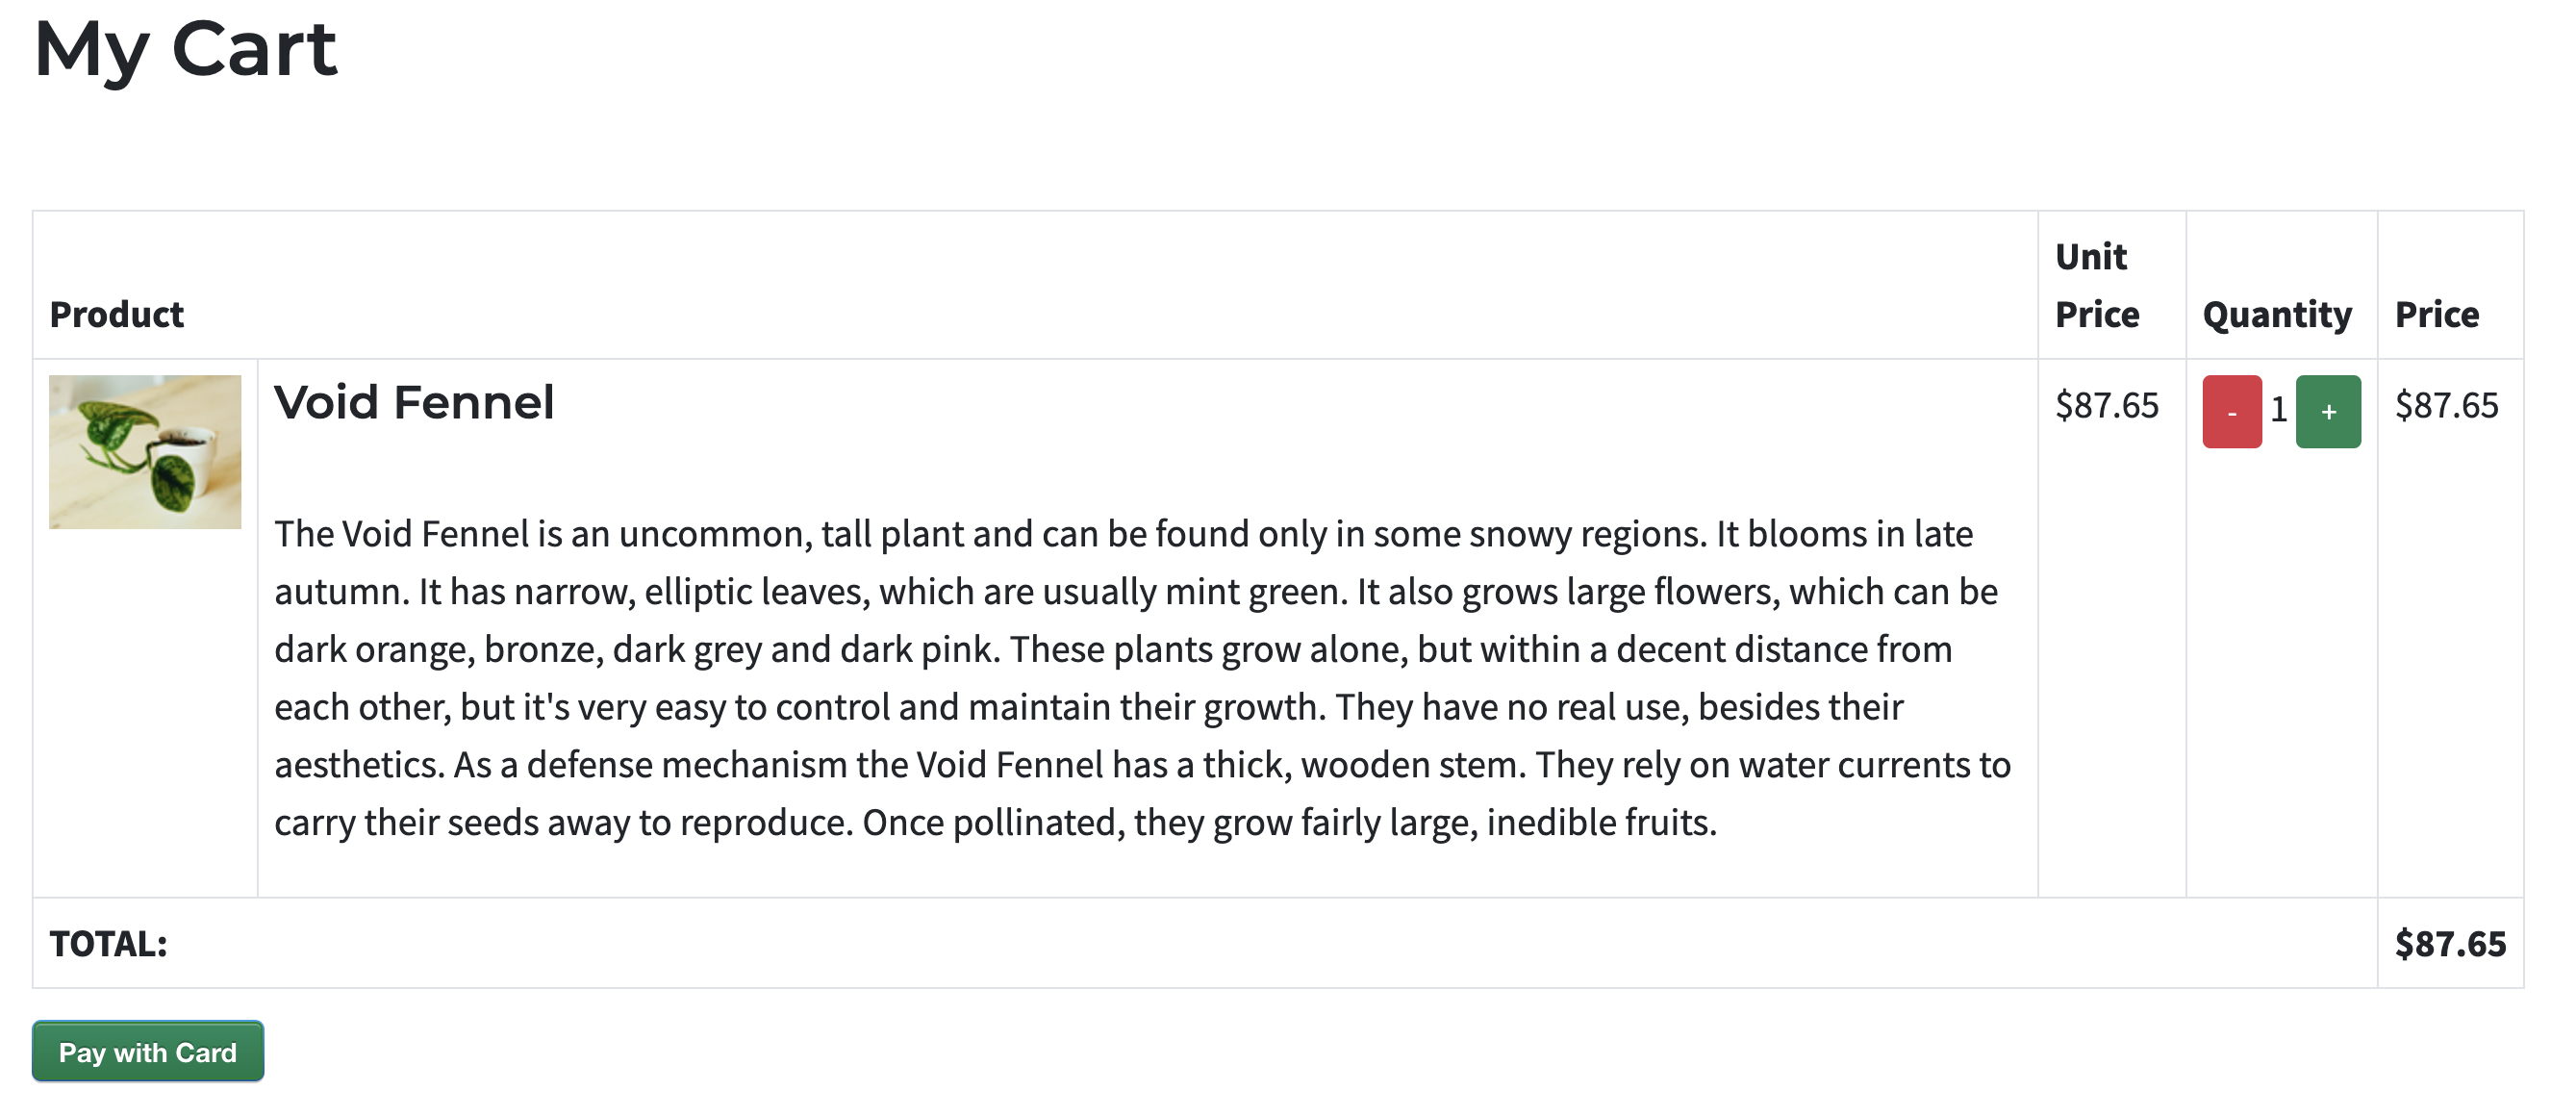 My Cart
Product
Unit
Price
Quantity
Price
Void Fennel
$87.65
- 1 +
$87.65
The Void Fennel is an uncommon, tall plant and can be found only in some snowy regions. It blooms in late
autumn. It has narrow, elliptic leaves, which are usually mint green. It also grows large flowers, which can be
dark orange, bronze, dark grey and dark pink. These plants grow alone, but within a decent distance from
each other, but it's very easy to control and maintain their growth. They have no real use, besides their
aesthetics. As a defense mechanism the Void Fennel has a thick, wooden stem. They rely on water currents to
carry their seeds away to reproduce. Once pollinated, they grow fairly large, inedible fruits.
TOTAL:
$87.65
Pay with Card